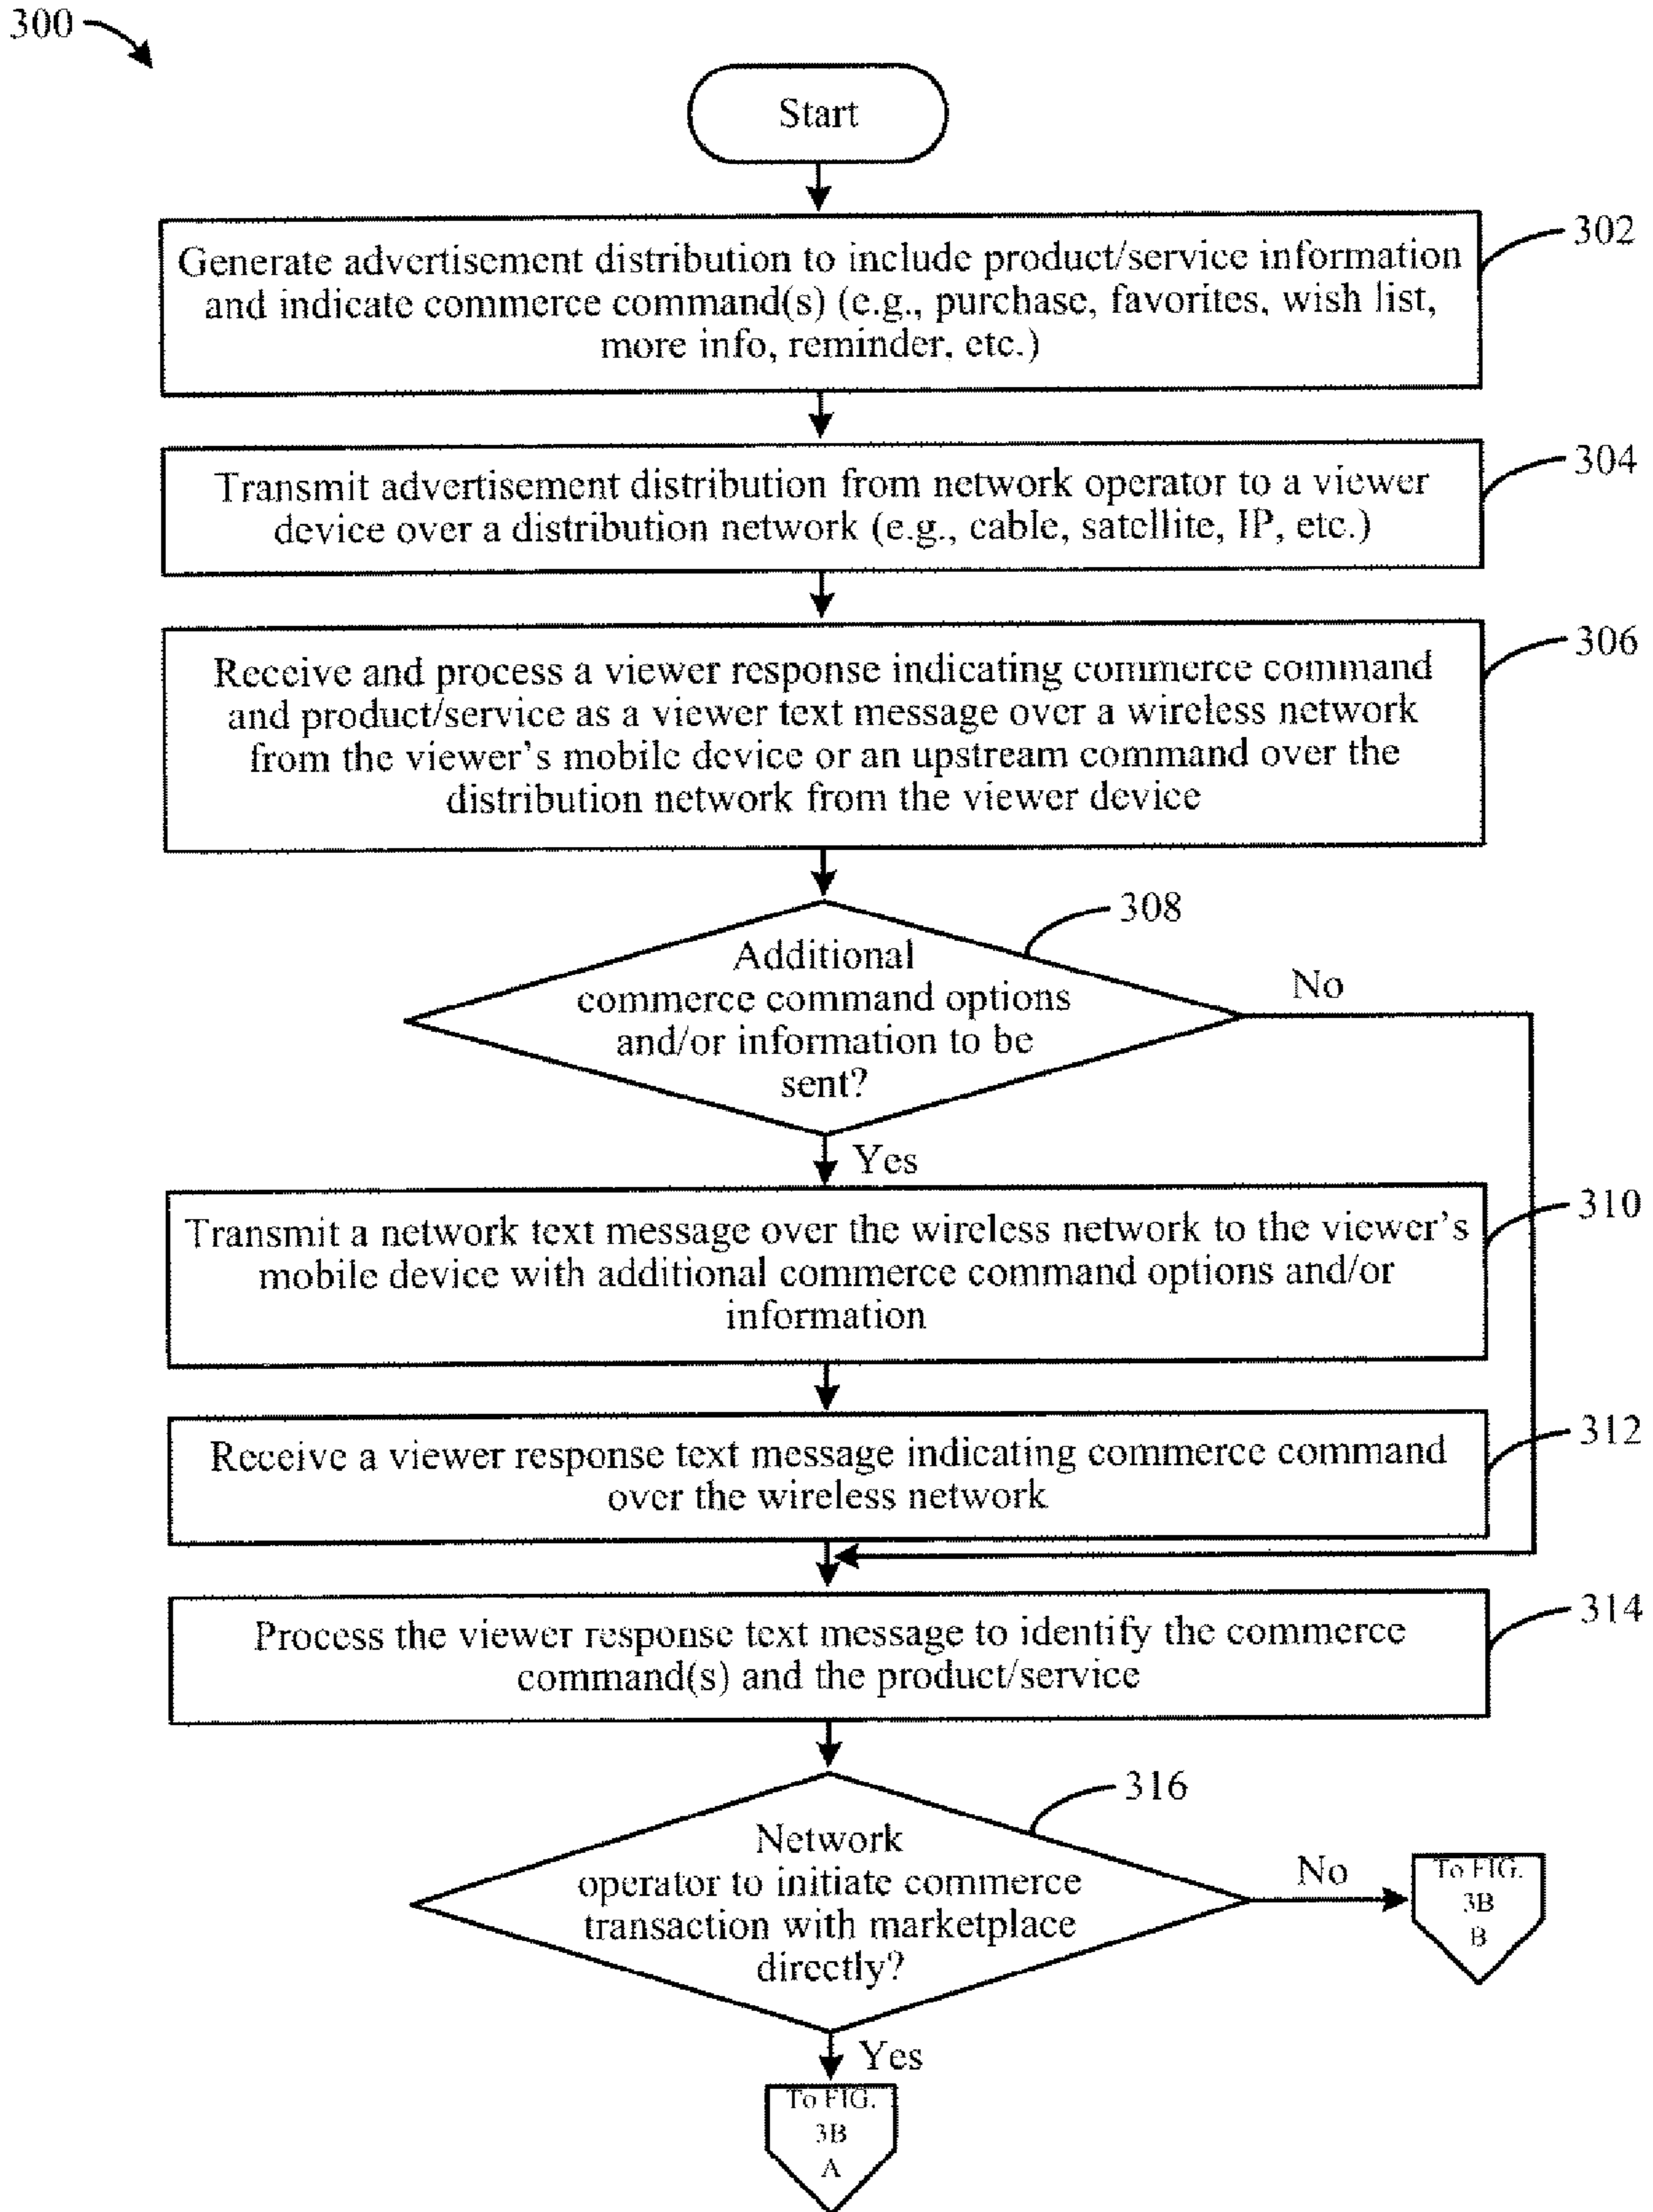 300
Start
302
Generate advertisement distribution to include product/service information
and indicate commerce command(s) (e.g., purchase, favorites, wish list,
more info, reminder, etc.)
304
Transmit advertisement distribution from network operator to a viewer
device over a distribution network (e.g., cable, satellite, IP, etc.)
306
Receive and process a viewer response indicating commerce command
and product/service as a viewer text message over a wireless network
from the viewer's mobile device or an upstream command over the
distribution network from the viewer device
308
Additional
commerce command options
and/or information to be
sent?
No
Yes
310
Transmit a network text message over the wireless network to the viewer's
mobile device with additional commerce command options and/or
information
312
Receive a viewer response text message indicating commerce command
over the wireless network
314
Process the viewer response text message to identify the commerce
command(s) and the product/service
316
Network
operator to initiate commerce
transaction with marketplace
directly?
No
To FIG.
3B
B
Yes
To FIG.
3B
A